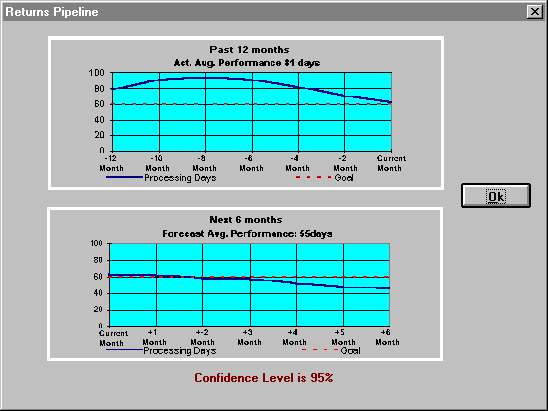 Returns Pipeline
Past 12 months
Act. Avg. Performance 81 days
100
80
60
40
20
0
-12 -10 -8 -6 -4 -2 Current
Month Month Month Month Month Month Month
Processing Days Goal
Ok
Next 6 months
Forecast Avg. Performance: 55days
100
80
60
40
20
0
Current +1 +-2 +3 +4 +5 +6
Month Month Month Month Month Month Month
Processing Days Goal
Confidence Level is 95%